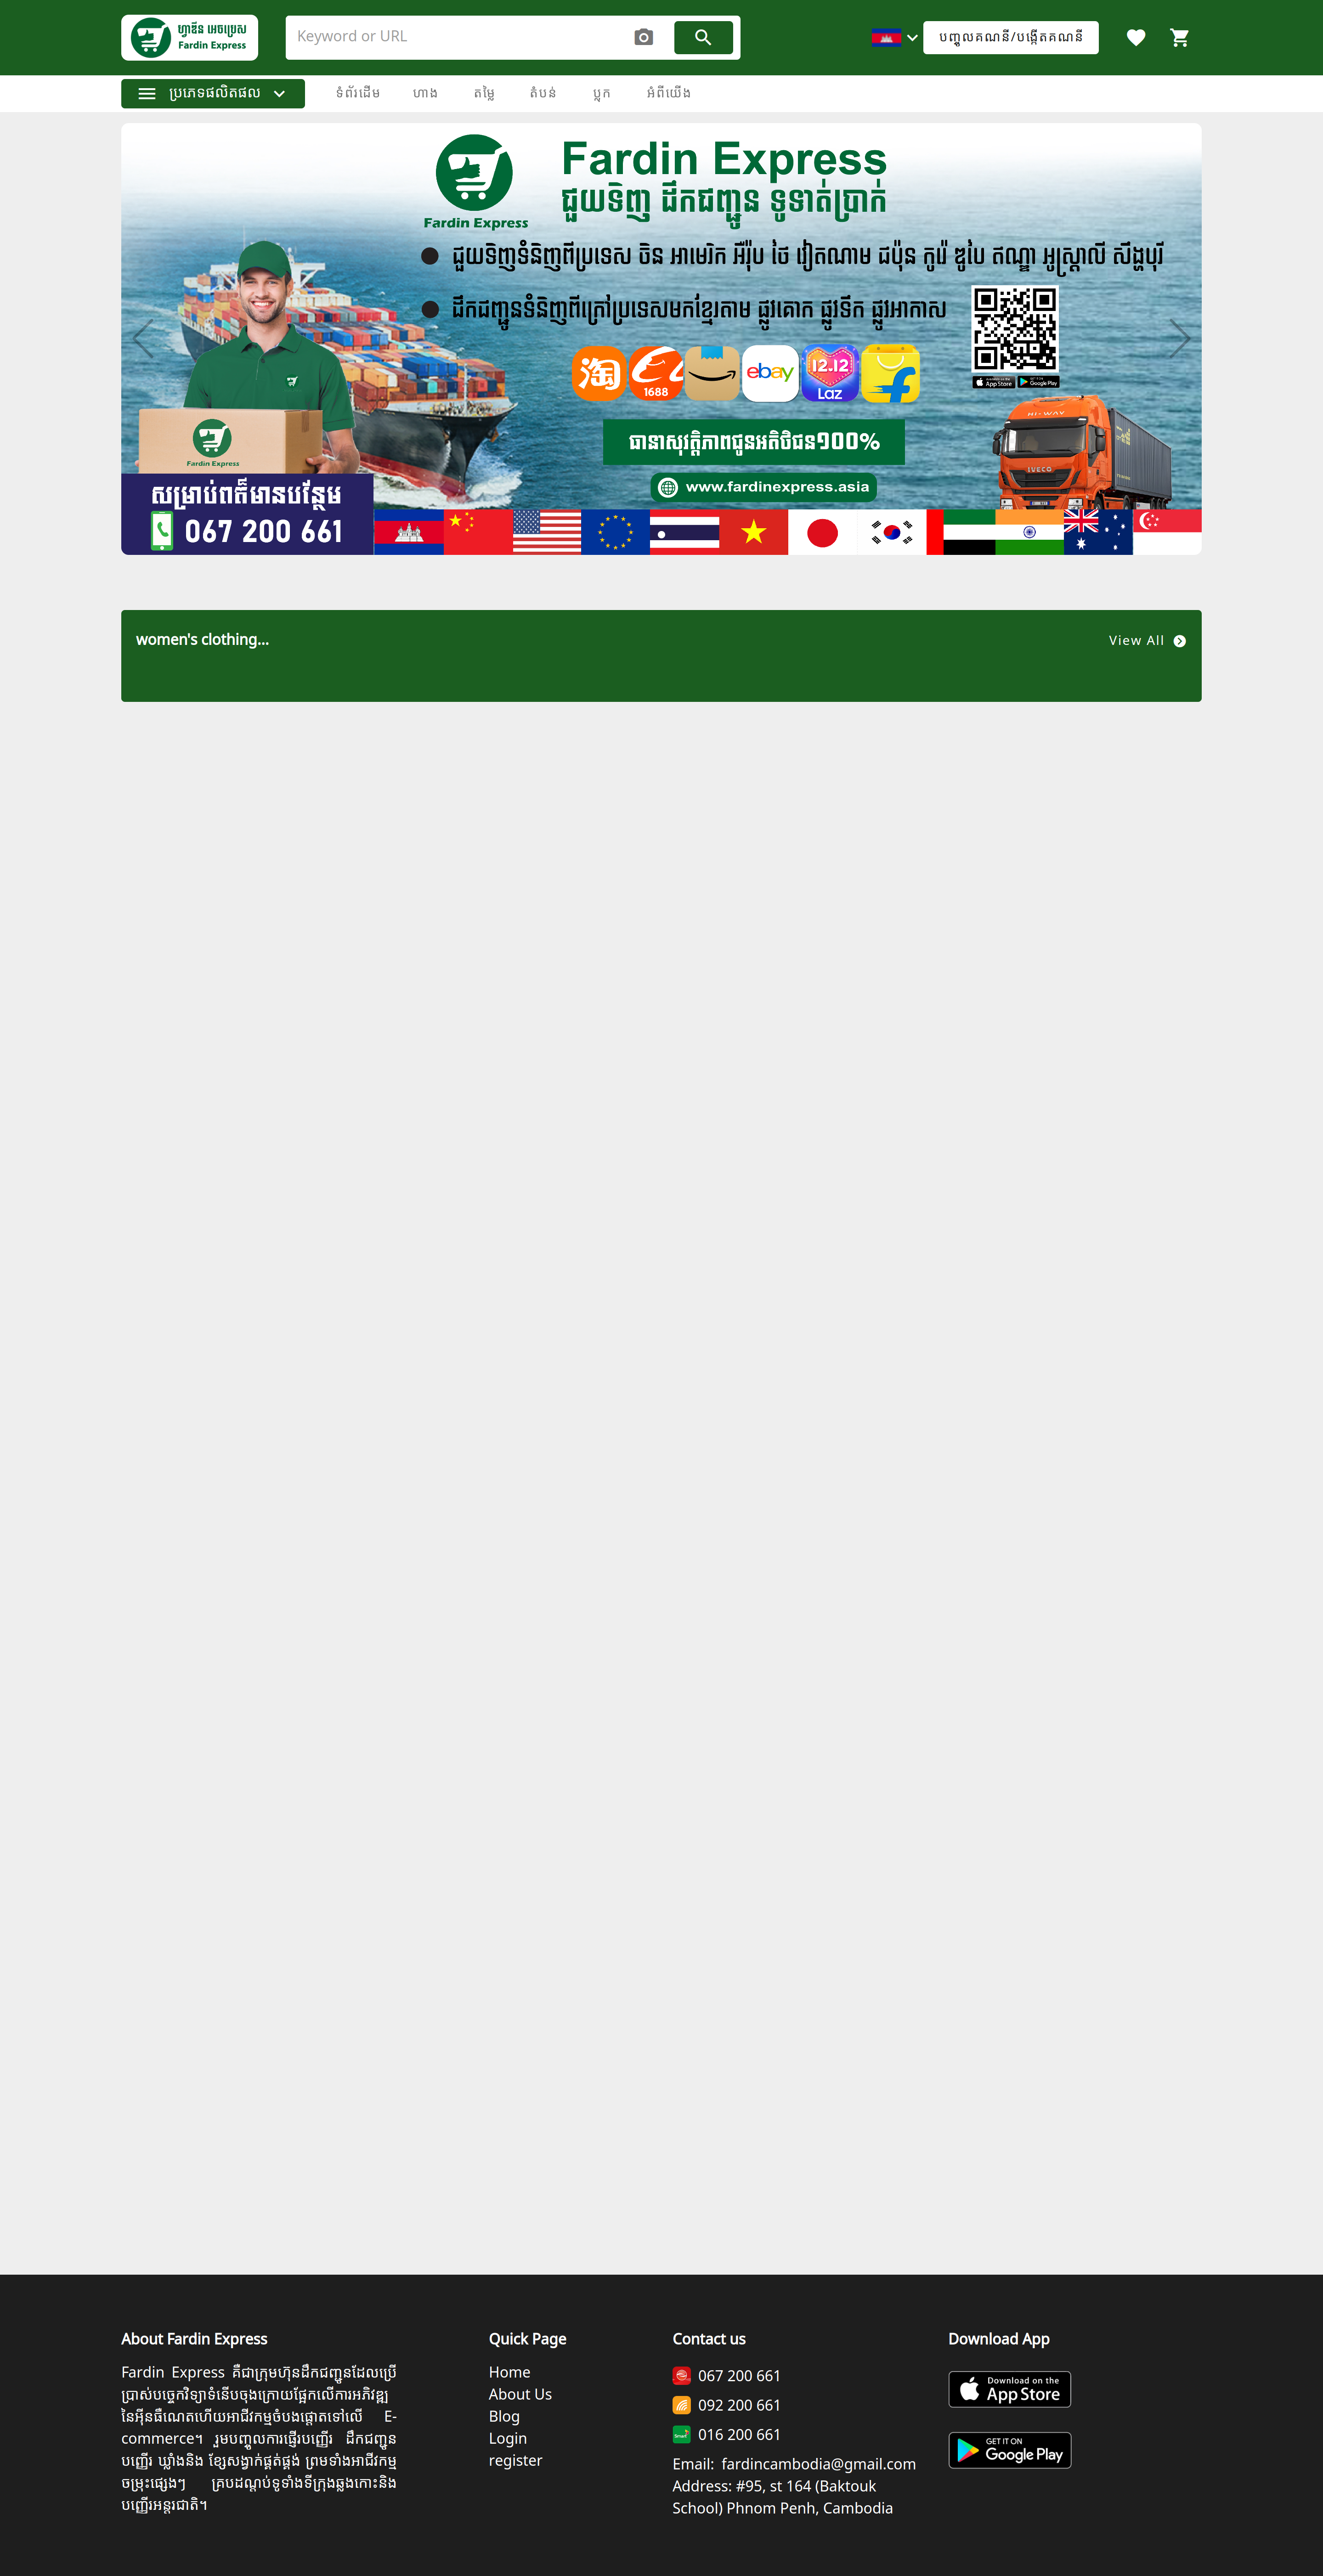 ហ្វាឌីន អេចប្រេស
Fardin Express
Keyword or URL
បញ្ចូលគណនី/បង្កើតគណនី
ប្រភេទផលិតផល
ទំព័រដើម
ហាង
តម្លៃ
តំបន់
ប្លុក
អំពីយើង
Fardin Express
Fardin Express
ជួយទិញ ដឹកជញ្ជូន ទូទាត់ប្រាក់
ជួយទិញទំនិញពីប្រទេស ចិន អាមេរិក អឺរ៉ុប ថៃ វៀតណាម ជប៉ុន កូរ៉េ ឌូបៃ ឥណ្ឌា អូស្ត្រាលី សឹង្ហបុរី
ដឹកជញ្ជូនទំនិញពីក្រៅប្រទេសមកខ្មែរតាម ផ្លូវគោក ផ្លូវទឹក ផ្លូវអាកាស
1688
ebay
12.12
Laz
App Store
Google Play
HI-WAY
IVECO
Fardin Express
ធានាសុវត្ថិភាពជូនអតិថិជន១០០%
www.fardinexpress.asia
សម្រាប់ពត៌មានបន្ថែម
067 200 661
women's clothing...
View All
About Fardin Express
Fardin Express គឺជាក្រុមហ៊ុនដឹកជញ្ជូនដែលប្រើ
ប្រាស់បច្ចេកវិទ្យាទំនើបចុងក្រោយផ្អែកលើការអភិវឌ្ឍ
នៃអ៊ីនធឺណេតហើយអាជីវកម្មចំបងផ្តោតទៅលើ E-
commerce។ រួមបញ្ចូលការផ្ញើរបញ្ញើរ ដឹកជញ្ជូន
បញ្ញើរ ឃ្លាំងនិង ខ្សែសង្វាក់ផ្គត់ផ្គង់ ព្រមទាំងអាជីវកម្ម
ចម្រុះផ្សេងៗ គ្របដណ្តប់ទូទាំងទីក្រុងឆ្លងកោះនិង
បញ្ញើរអន្តរជាតិ។
Quick Page
Home
About Us
Blog
Login
register
Contact us
067 200 661
092 200 661
Smart
016 200 661
Email: fardincambodia@gmail.com
Address: #95, st 164 (Baktouk
School) Phnom Penh, Cambodia
Download App
Download on the
App Store
GET IT ON
Google Play